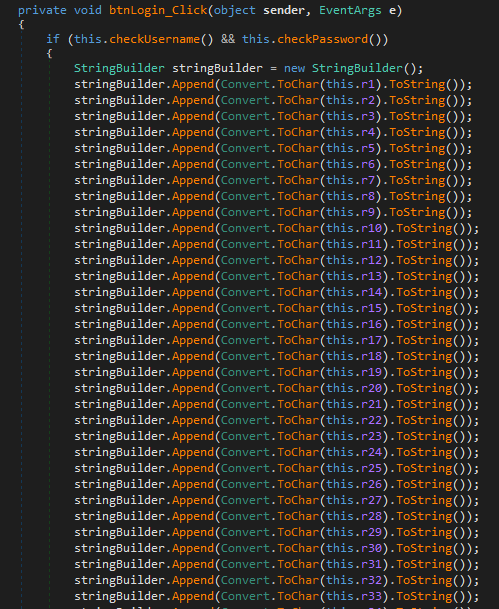 private void btnLogin_Click(object sender, EventArgs e)
{
if (this.checkUsername() && this.checkPassword())
{
StringBuilder stringBuilder = new StringBuilder();
stringBuilder.Append(Convert.ToChar(this.r1).ToString());
stringBuilder.Append(Convert.ToChar(this.r2).ToString());
stringBuilder.Append(Convert.ToChar(this.r3).ToString());
stringBuilder.Append(Convert.ToChar(this.r4).ToString());
stringBuilder.Append(Convert.ToChar(this.r5).ToString());
stringBuilder.Append(Convert.ToChar(this.r6).ToString());
stringBuilder.Append(Convert.ToChar(this.r7).ToString());
stringBuilder.Append(Convert.ToChar(this.r8).ToString());
stringBuilder.Append(Convert.ToChar(this.r9).ToString());
stringBuilder.Append(Convert.ToChar(this.r10).ToString());
stringBuilder.Append(Convert.ToChar(this.r11).ToString());
stringBuilder.Append(Convert.ToChar(this.r12).ToString());
stringBuilder.Append(Convert.ToChar(this.r13).ToString());
stringBuilder.Append(Convert.ToChar(this.r14).ToString());
stringBuilder.Append(Convert.ToChar(this.r15).ToString());
stringBuilder.Append(Convert.ToChar(this.r16).ToString());
stringBuilder.Append(Convert.ToChar(this.r17).ToString());
stringBuilder.Append(Convert.ToChar(this.r18).ToString());
stringBuilder.Append(Convert.ToChar(this.r19).ToString());
stringBuilder.Append(Convert.ToChar(this.r20).ToString());
stringBuilder.Append(Convert.ToChar(this.r21).ToString());
stringBuilder.Append(Convert.ToChar(this.r22).ToString());
stringBuilder.Append(Convert.ToChar(this.r23).ToString());
stringBuilder.Append(Convert.ToChar(this.r24).ToString());
stringBuilder.Append(Convert.ToChar(this.r25).ToString());
stringBuilder.Append(Convert.ToChar(this.r26).ToString());
stringBuilder.Append(Convert.ToChar(this.r27).ToString());
stringBuilder.Append(Convert.ToChar(this.r28).ToString());
stringBuilder.Append(Convert.ToChar(this.r29).ToString());
stringBuilder.Append(Convert.ToChar(this.r30).ToString());
stringBuilder.Append(Convert.ToChar(this.r31).ToString());
stringBuilder.Append(Convert.ToChar(this.r32).ToString());
stringBuilder.Append(Convert.ToChar(this.r33).ToString());